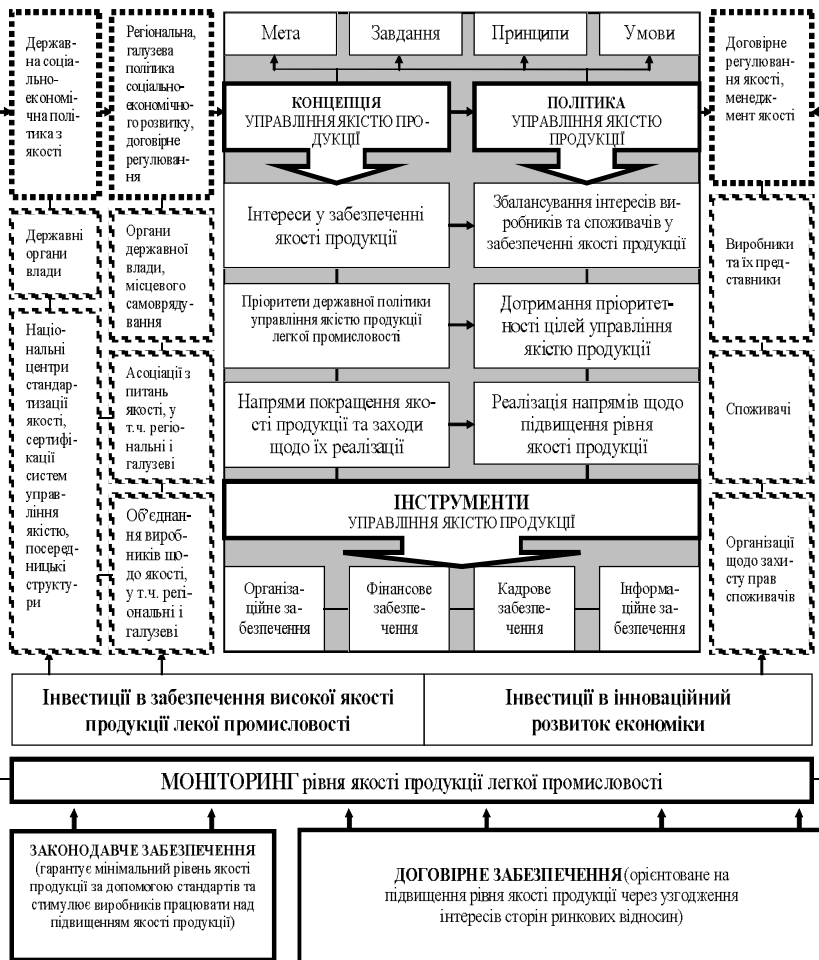 Держав-
на соціаль-
но-
економі-
чна полі-
тика з
якості
Регіональна,
галузева
політика
соціально-
економічно-
го розвитку,
договірне
регулюван-
ня
Мета
Завдання
Принципи
Умови
Договірне
регулюван-
ня якості,
менедж-
мент якості
КОНЦЕПЦІЯ
УПРАВЛІННЯ ЯКІСТЮ ПРО-
ДУКЦІЇ
ПОЛІТИКА
УПРАВЛІННЯ ЯКІСТЮ
ПРОДУКЦІЇ
Інтереси у забезпеченні
якості продукції
Збалансування інтересів ви-
робників та споживачів у
забезпеченні якості продукції
Державні
органи
влади
Органи
державної
влади,
місцевого
самовряду-
вання
Виробники
та їх пред-
ставники
Пріоритети державної політики
управління якістю продукції
легкої промисловості
Дотримання пріоритет-
ності цілей управління
якістю продукції
Націо-
нальні
центри
стандар-
тизації
якості,
сертифі-
кації
систем
управ-
ління
якістю,
посеред-
ницькі
структу-
ри
Асоціації з
питань
якості, у
т.ч. регіо-
нальні і
галузеві
Напрями покращення яко-
сті продукції та заходи
щодо їх реалізації
Реалізація напрямів щодо
підвищення рівня
якості продукції
Споживачі
ІНСТРУМЕНТИ
УПРАВЛІННЯ ЯКІСТЮ ПРОДУКЦІЇ
Об’єднан-
ня вироб-
ників що-
до якості,
у т.ч. регі-
ональні і
галузеві
Організа-
ційне за-
безпечення
Фінансове
забезпе-
чення
Кадрове
забезпе-
чення
Інформа-
ційне за-
безпечення
Організації
щодо захи-
сту прав
споживачів
Інвестиції в забезпечення високої якості
продукції лекої промисловості
Інвестиції в інноваційний
розвиток економіки
МОНІТОРИНГ рівня якості продукції легкої промисловості
ЗАКОНОДАВЧЕ ЗАБЕЗПЕЧЕННЯ
(гарантує мінімальний рівень якості
продукції за допомогою стандартів та
стимулює виробників працювати над
підвищенням якості продукції)
ДОГОВІРНЕ ЗАБЕЗПЕЧЕННЯ (орієнтоване на
підвищення рівня якості продукції через узгодження
інтересів сторін ринкових відносин)